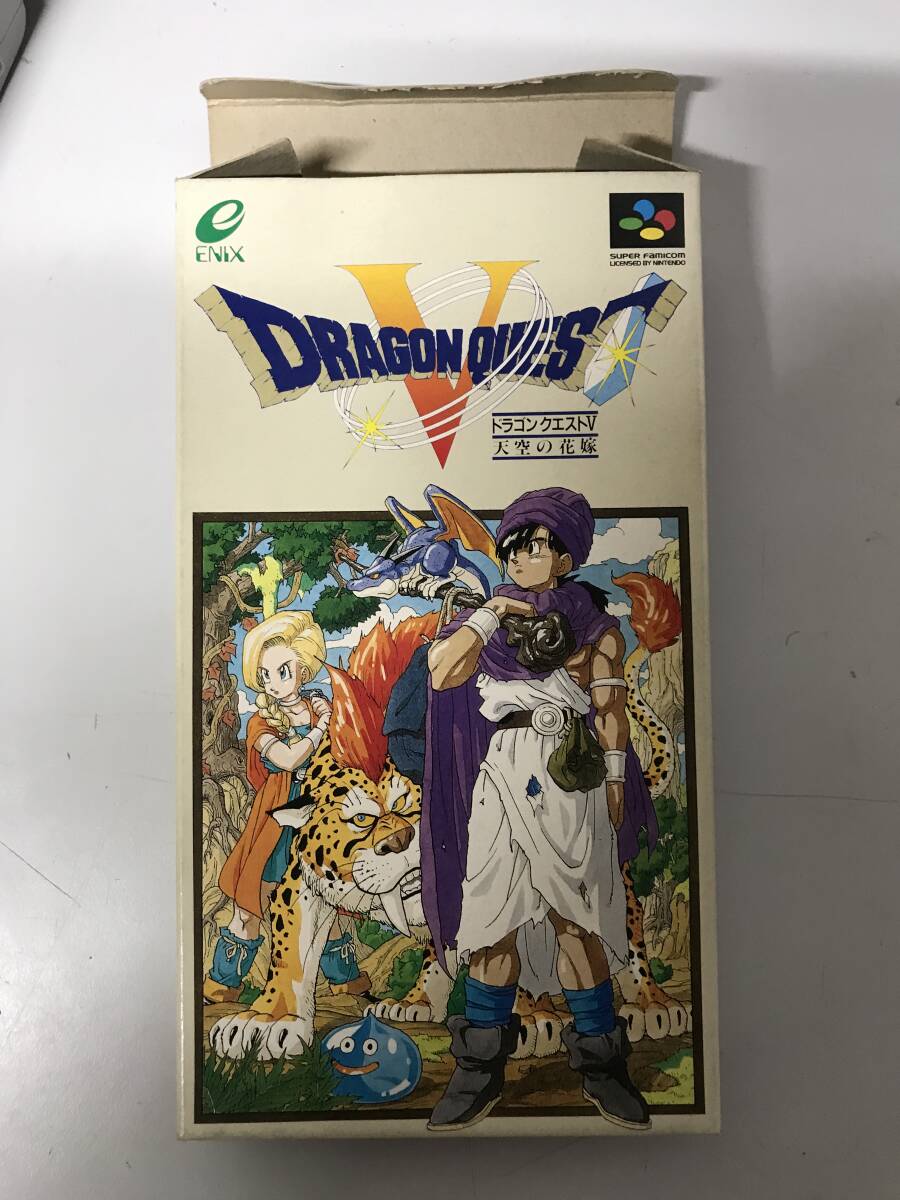 ENIX
SUPER FAMICOM
LICENSED BY NINTENDO
V
DRAGON QUEST
ドラゴンクエストV
天空の花嫁